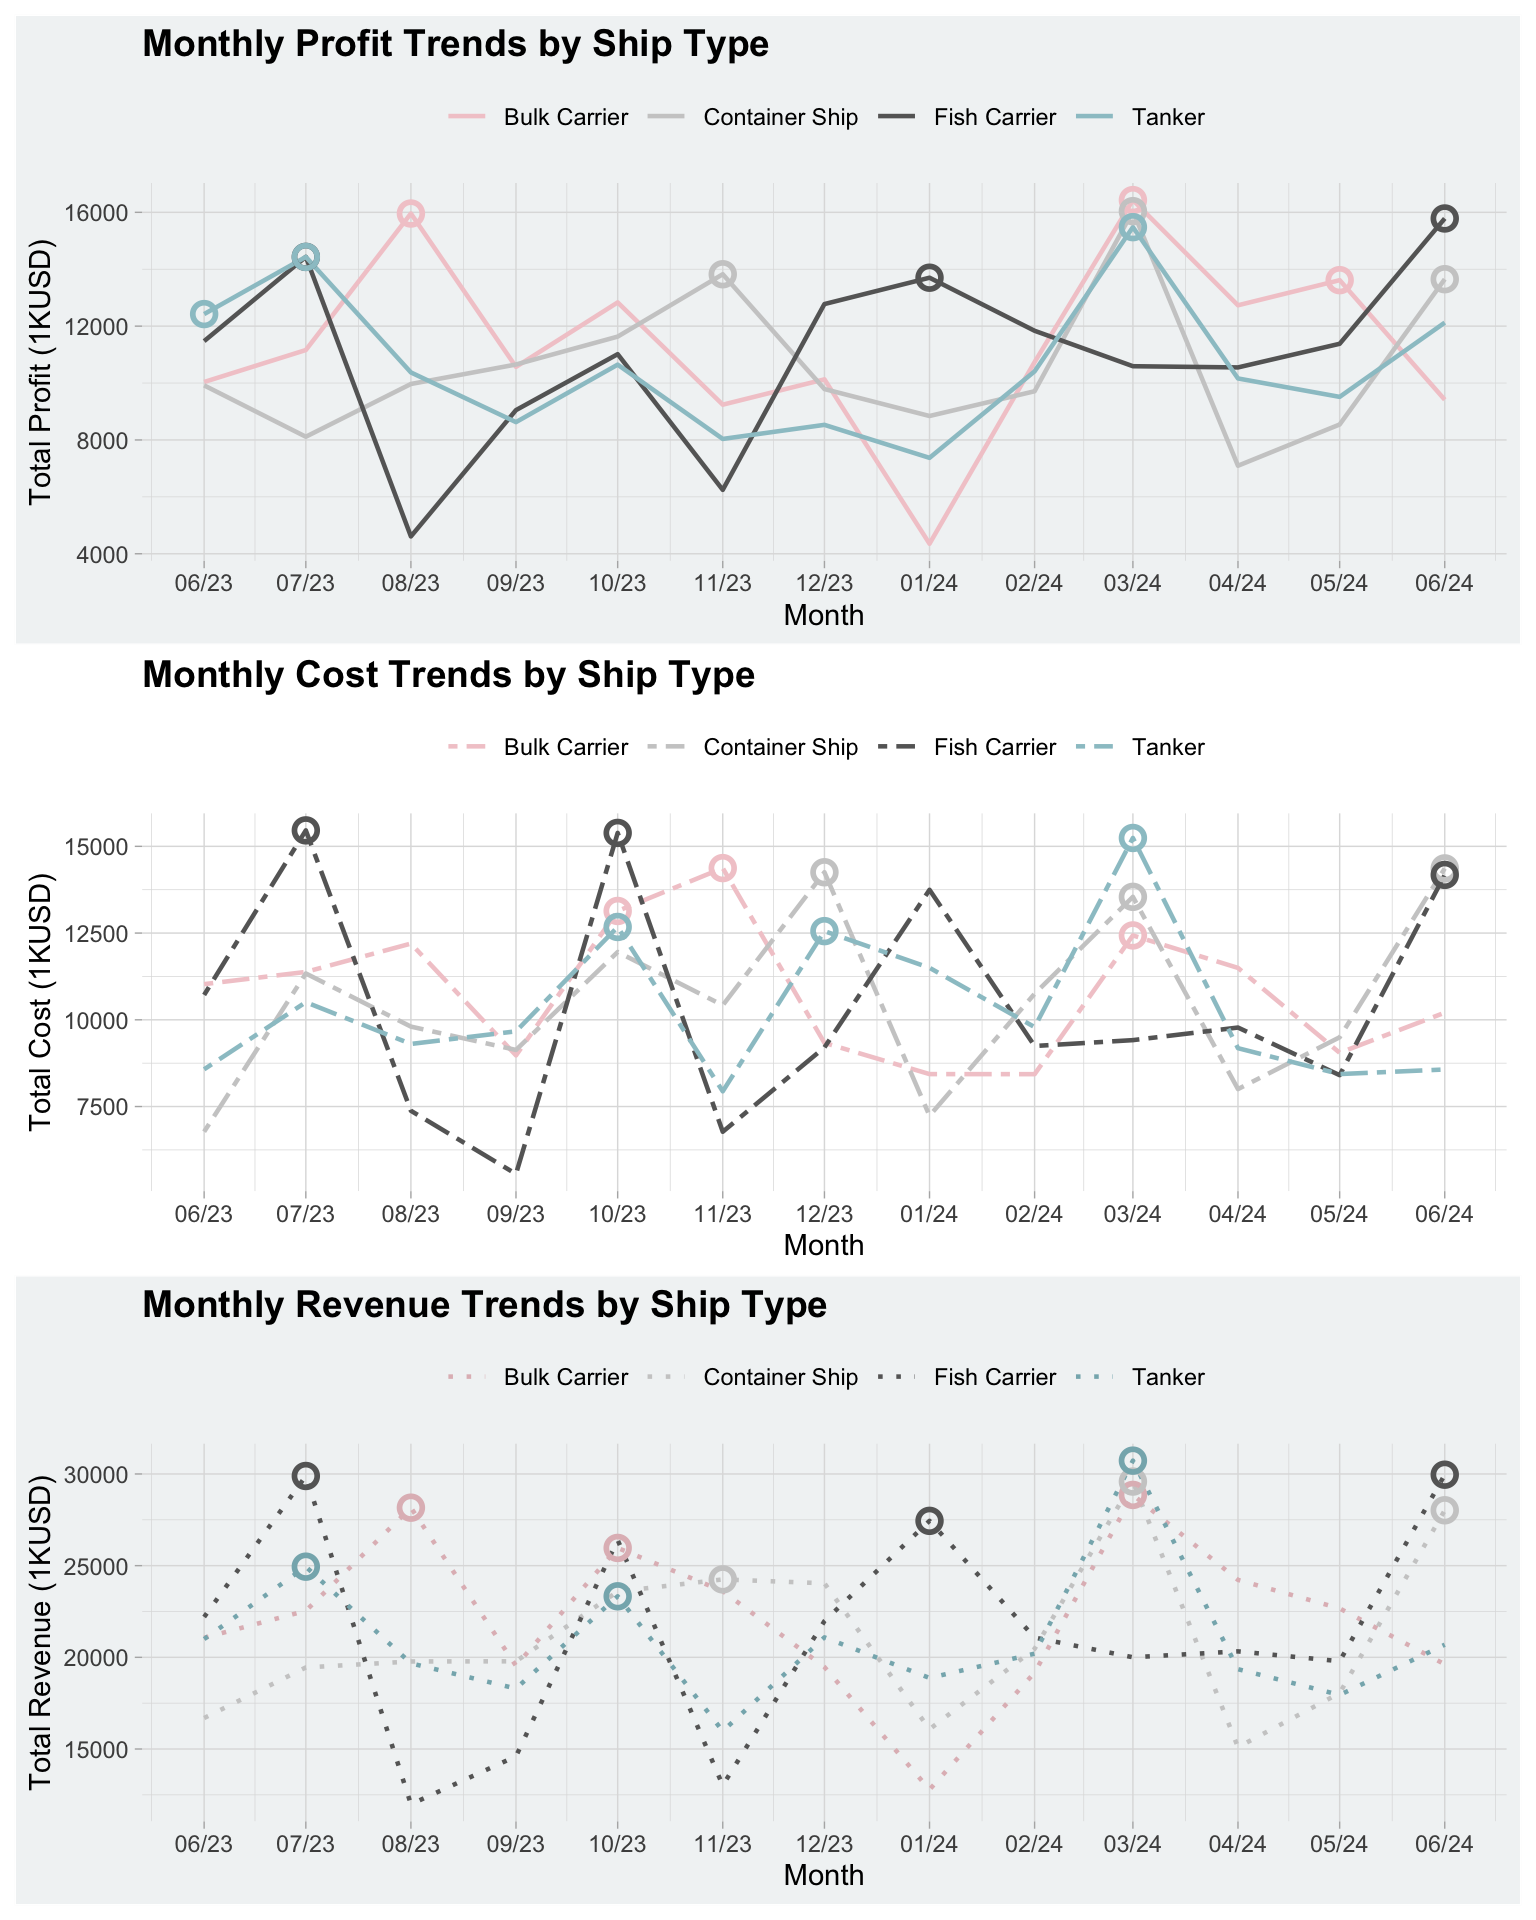 Monthly Profit Trends by Ship Type
Bulk Carrier Container Ship Fish Carrier Tanker
Total Profit (1KUSD)
16000
12000
8000
4000
06/23 07/23 08/23 09/23 10/23 11/23 12/23 01/24 02/24 03/24 04/24 05/24 06/24
Month
Monthly Cost Trends by Ship Type
Bulk Carrier Container Ship Fish Carrier Tanker
Total Cost (1KUSD)
15000
12500
10000
7500
06/23 07/23 08/23 09/23 10/23 11/23 12/23 01/24 02/24 03/24 04/24 05/24 06/24
Month
Monthly Revenue Trends by Ship Type
Bulk Carrier Container Ship Fish Carrier Tanker
Total Revenue (1KUSD)
30000
25000
20000
15000
06/23 07/23 08/23 09/23 10/23 11/23 12/23 01/24 02/24 03/24 04/24 05/24 06/24
Month